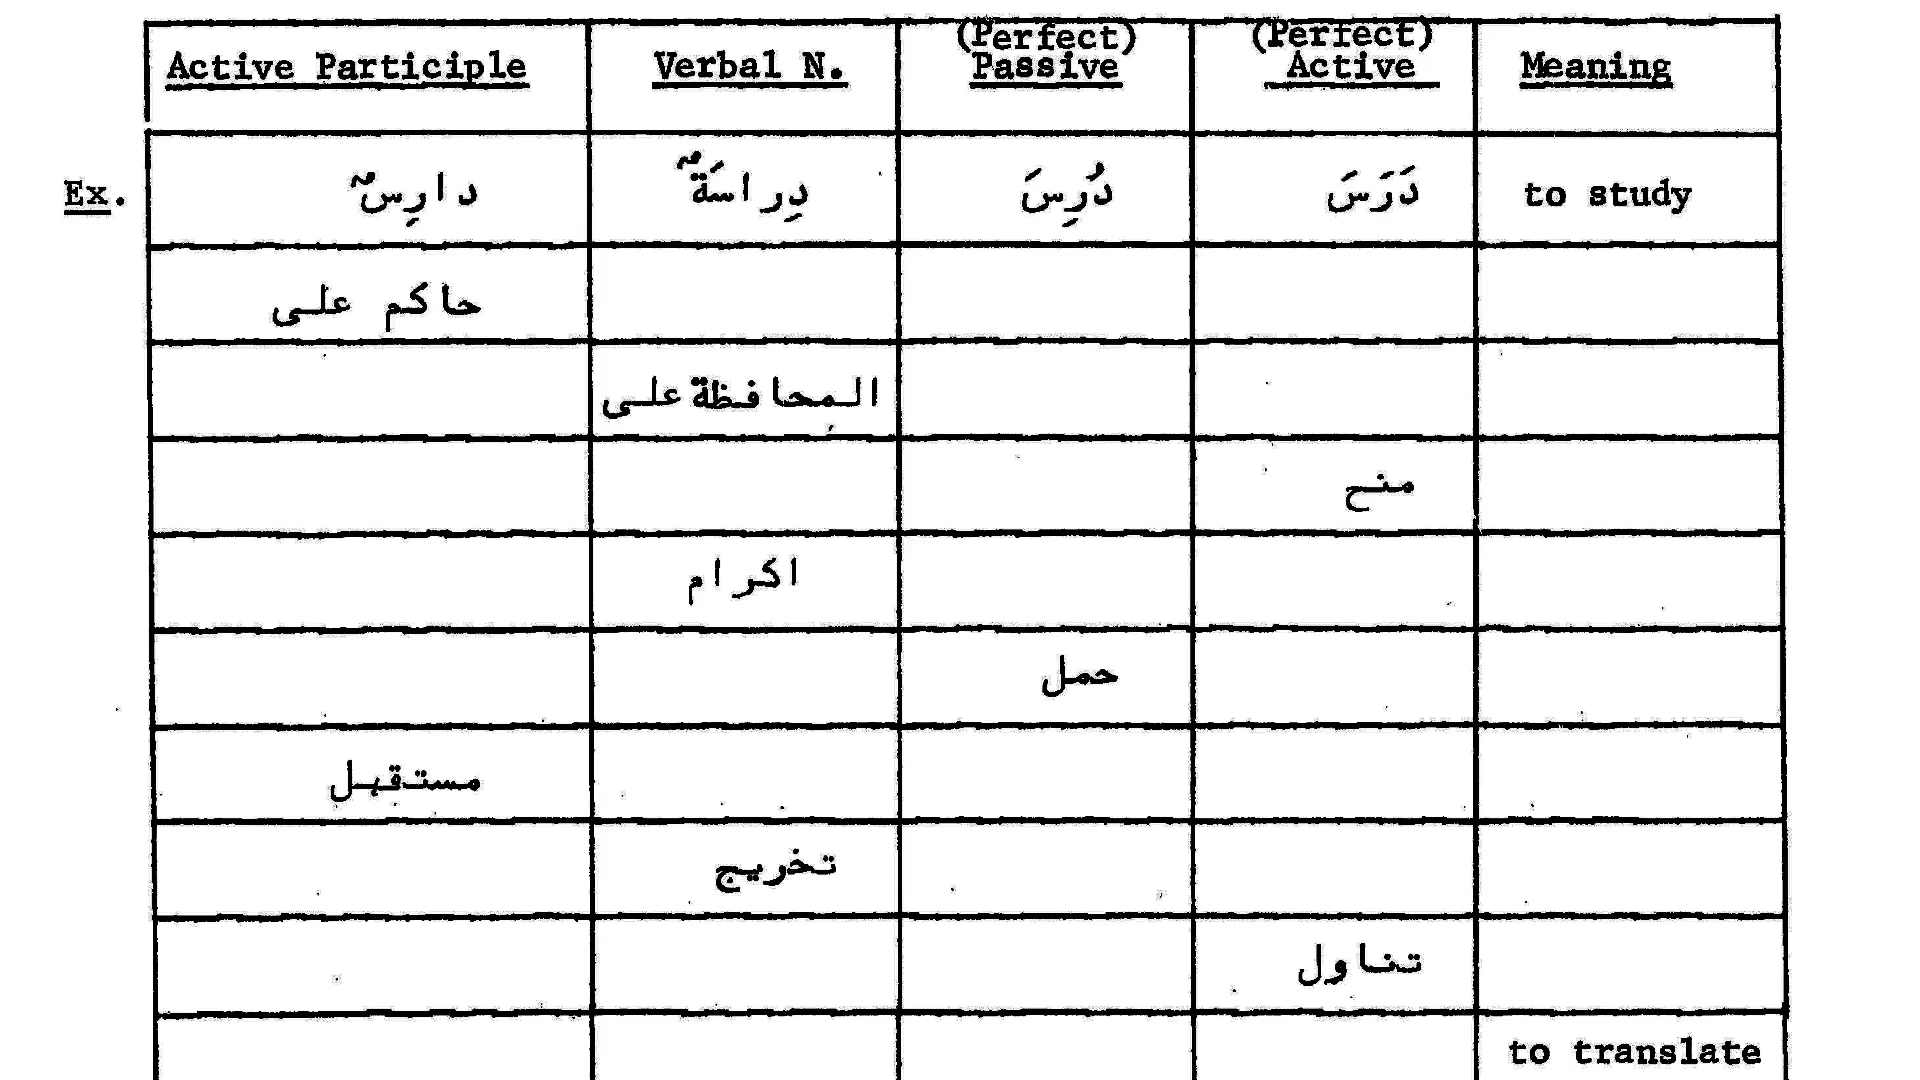 Active Participle Verbal N. (Perfect) Passive (Perfect) Active Meaning
Ex. دارِسٌ دِراسَةٌ دُرِسَ دَرَسَ to study
حاكم على
المحافظة على
منح
اكرام
حمل
مستقبل
تخريج
تناول
to translate